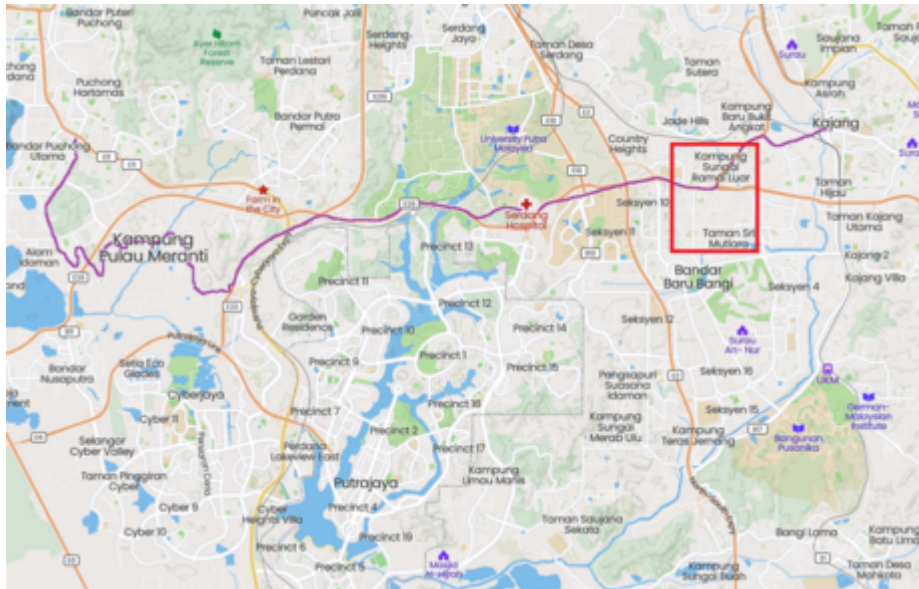 Bandar Puteri
Puchong
Puncak Jalil
Serdang
Heights
Serdang
Jaya
Taman Desa
Serdang
Saujana
Impian
Ayer Hitam
Forest
Reserve
Taman Lestari
Perdana
Surau
Taman
Sutera
Puchong
Hartamas
Kampung
Asrah
Bandar Putra
Permai
Jade Hills
Kampung
Baru Bukit
Angkat
Kajang
University Putra
Malaysia
Country
Heights
Bandar Puchong
Utama
Kampung
Sungai
Ramal Luar
Farm in
the City
Taman
Hijau
Serdang
Hospital
Seksyen 10
Seksyen 11
Taman Sri
Mutiara
Taman Kajang
Utama
Kampung
Pulau Meranti
Alam
Idaman
Precinct 13
Kajang 2
Precinct 11
Bandar
Baru Bangi
Kajang Villa
Seksyen 4
Precinct 12
Garden
Residence
Precinct 10
Precinct 14
Seksyen 12
Surau
An- Nur
Setia Eco
Glades
Bandar
Nusaputra
Precinct 9
Precinct 1
Precinct 15
Seksyen 16
UKM
Cyberjaya
Pengsapuri
Suasana
Idaman
Precinct 16
Precinct 7
Cyber 11
Precinct 2
Kampung
Sungai
Merab Ulu
Seksyen 15
German-
Malaysian
Institute
Selangor
Cyber Valley
Perdana
Lakeview East
Precinct 17
Kampung
Teras Jernang
Bangunan
Pusanika
Taman Pinggiran
Cyber
Putrajaya
Kampung
Limau Manis
Cyber 9
Cyber 10
Cyber
Heights Villa
Precinct 4
Precinct 19
Taman Saujana
Sekata
Bangi Lama
Kampung
Batu Lima
Precinct 6
Precinct 5
Masjid
Al-Hijrah
Kampung
Sungai Buah
Taman Desa
Mahkota